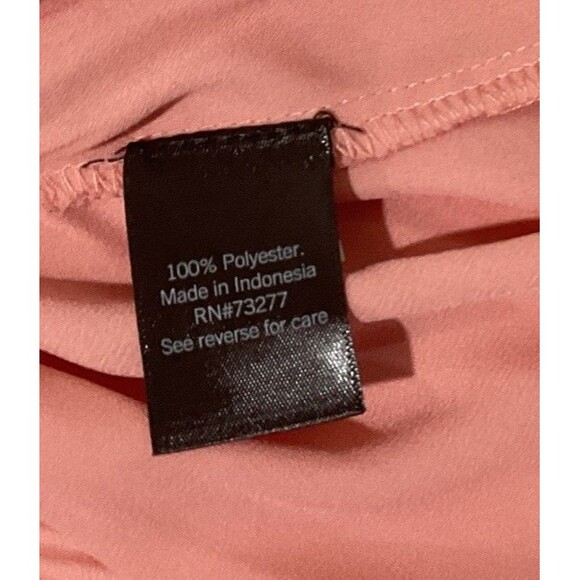 100% Polyester.
Made in Indonesia
RN#73277
See reverse for care